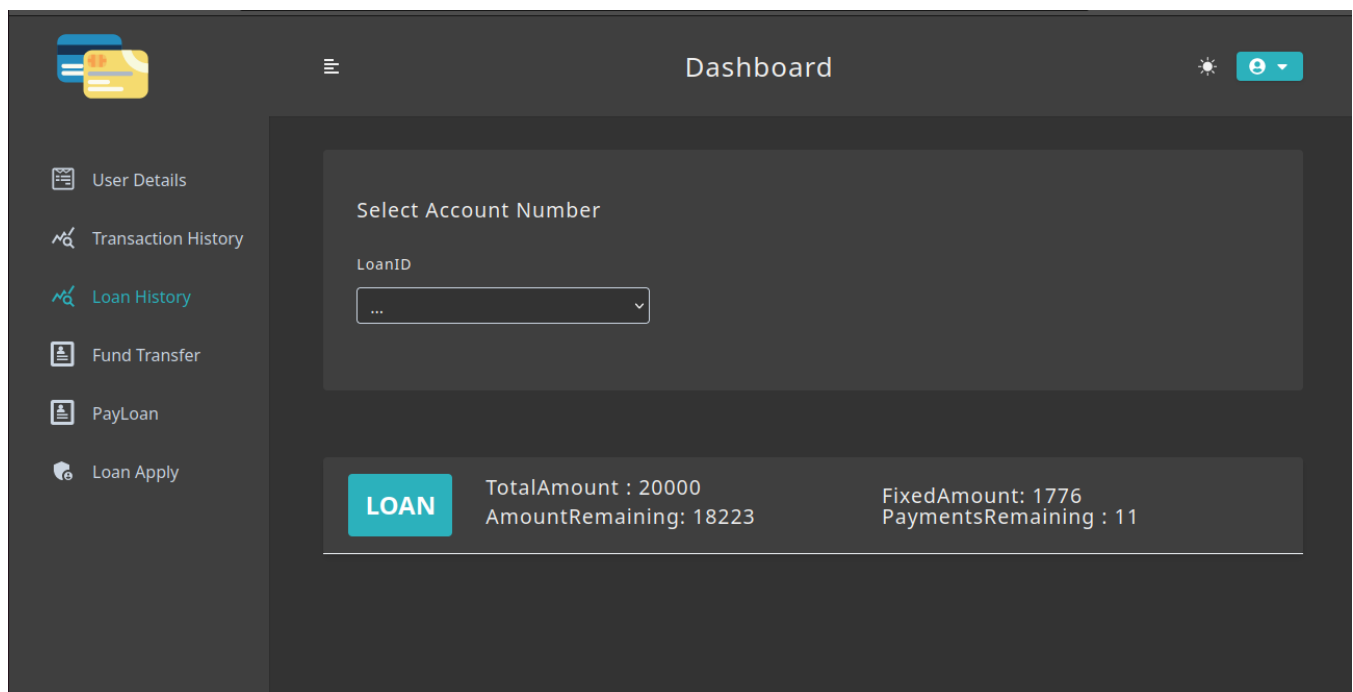 Dashboard
User Details
Transaction History
Loan History
Fund Transfer
PayLoan
Loan Apply
Select Account Number
LoanID
...
LOAN
TotalAmount : 20000
AmountRemaining: 18223
FixedAmount: 1776
PaymentsRemaining : 11